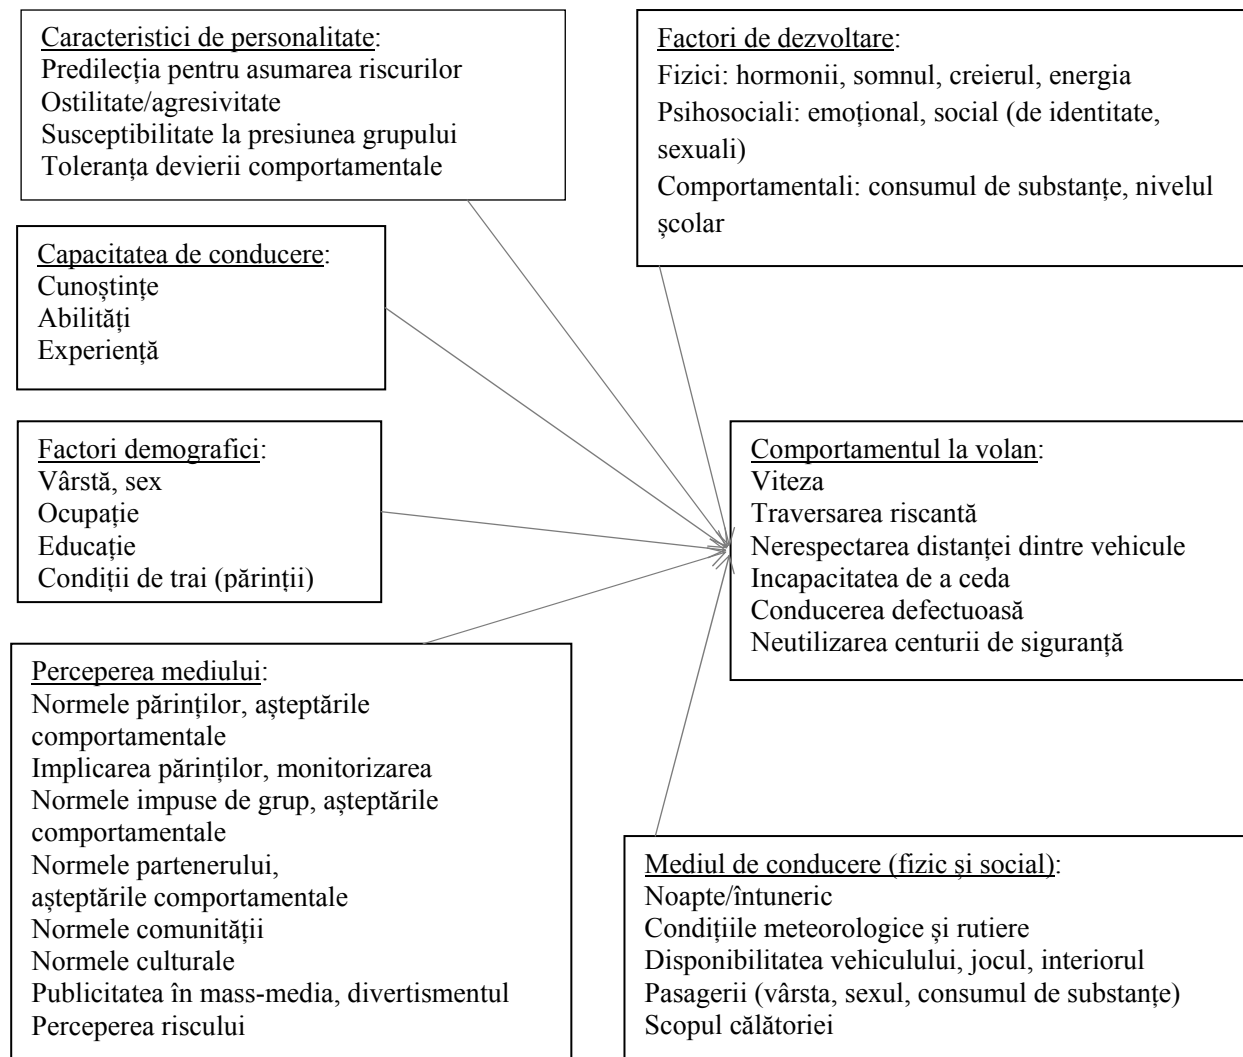 Caracteristici de personalitate:
Predilecția pentru asumarea riscurilor
Ostilitate/agresivitate
Susceptibilitate la presiunea grupului
Toleranța devierii comportamentale
Factori de dezvoltare:
Fizici: hormonii, somnul, creierul, energia
Psihosociali: emoțional, social (de identitate,
sexuali)
Comportamentali: consumul de substanțe, nivelul
școlar
Capacitatea de conducere:
Cunoștințe
Abilități
Experiență
Factori demografici:
Vârstă, sex
Ocupație
Educație
Condiții de trai (părinții)
Comportamentul la volan:
Viteza
Traversarea riscantă
Nerespectarea distanței dintre vehicule
Incapacitatea de a ceda
Conducerea defectuoasă
Neutilizarea centurii de siguranță
Perceperea mediului:
Normele părinților, așteptările
comportamentale
Implicarea părinților, monitorizarea
Normele impuse de grup, așteptările
comportamentale
Normele partenerului,
așteptările comportamentale
Normele comunității
Normele culturale
Publicitatea în mass-media, divertismentul
Perceperea riscului
Mediul de conducere (fizic și social):
Noapte/întuneric
Condițiile meteorologice și rutiere
Disponibilitatea vehiculului, jocul, interiorul
Pasagerii (vârsta, sexul, consumul de substanțe)
Scopul călătoriei